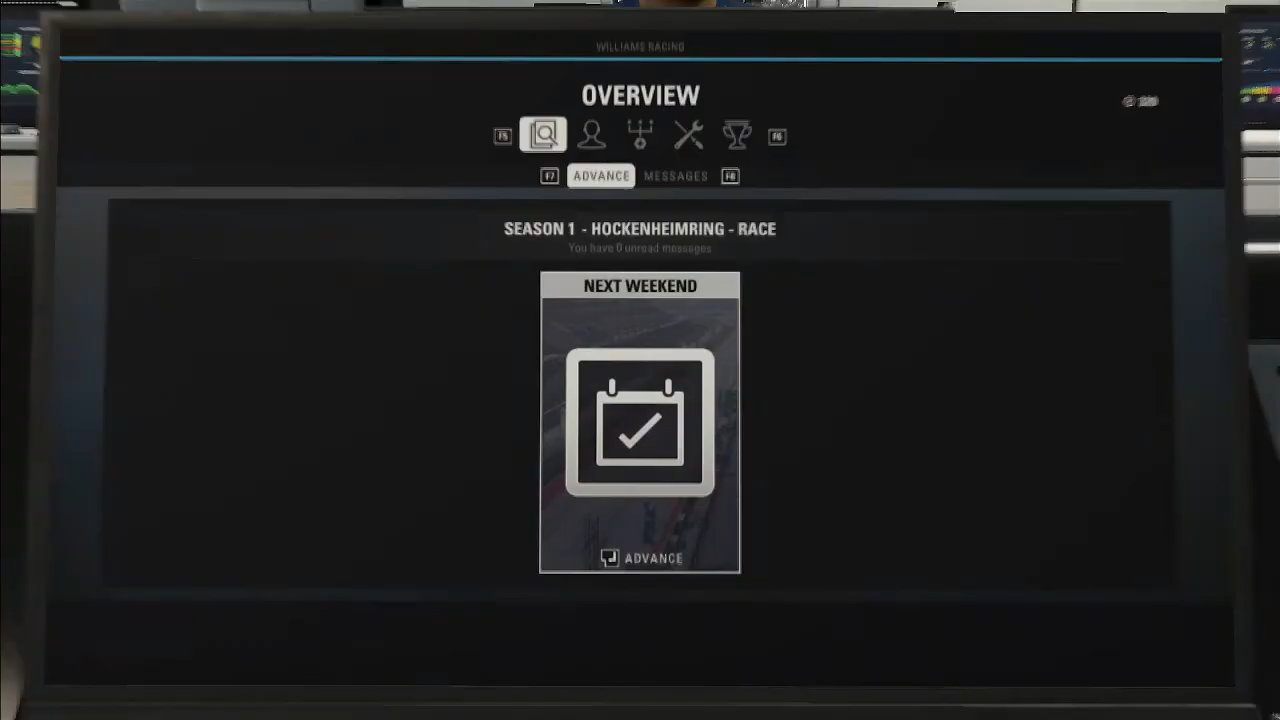 WILLIAMS RACING
OVERVIEW
F5 F6
F7 ADVANCE MESSAGES F8
SEASON 1 - HOCKENHEIMRING - RACE
You have 0 unread messages
NEXT WEEKEND
ADVANCE